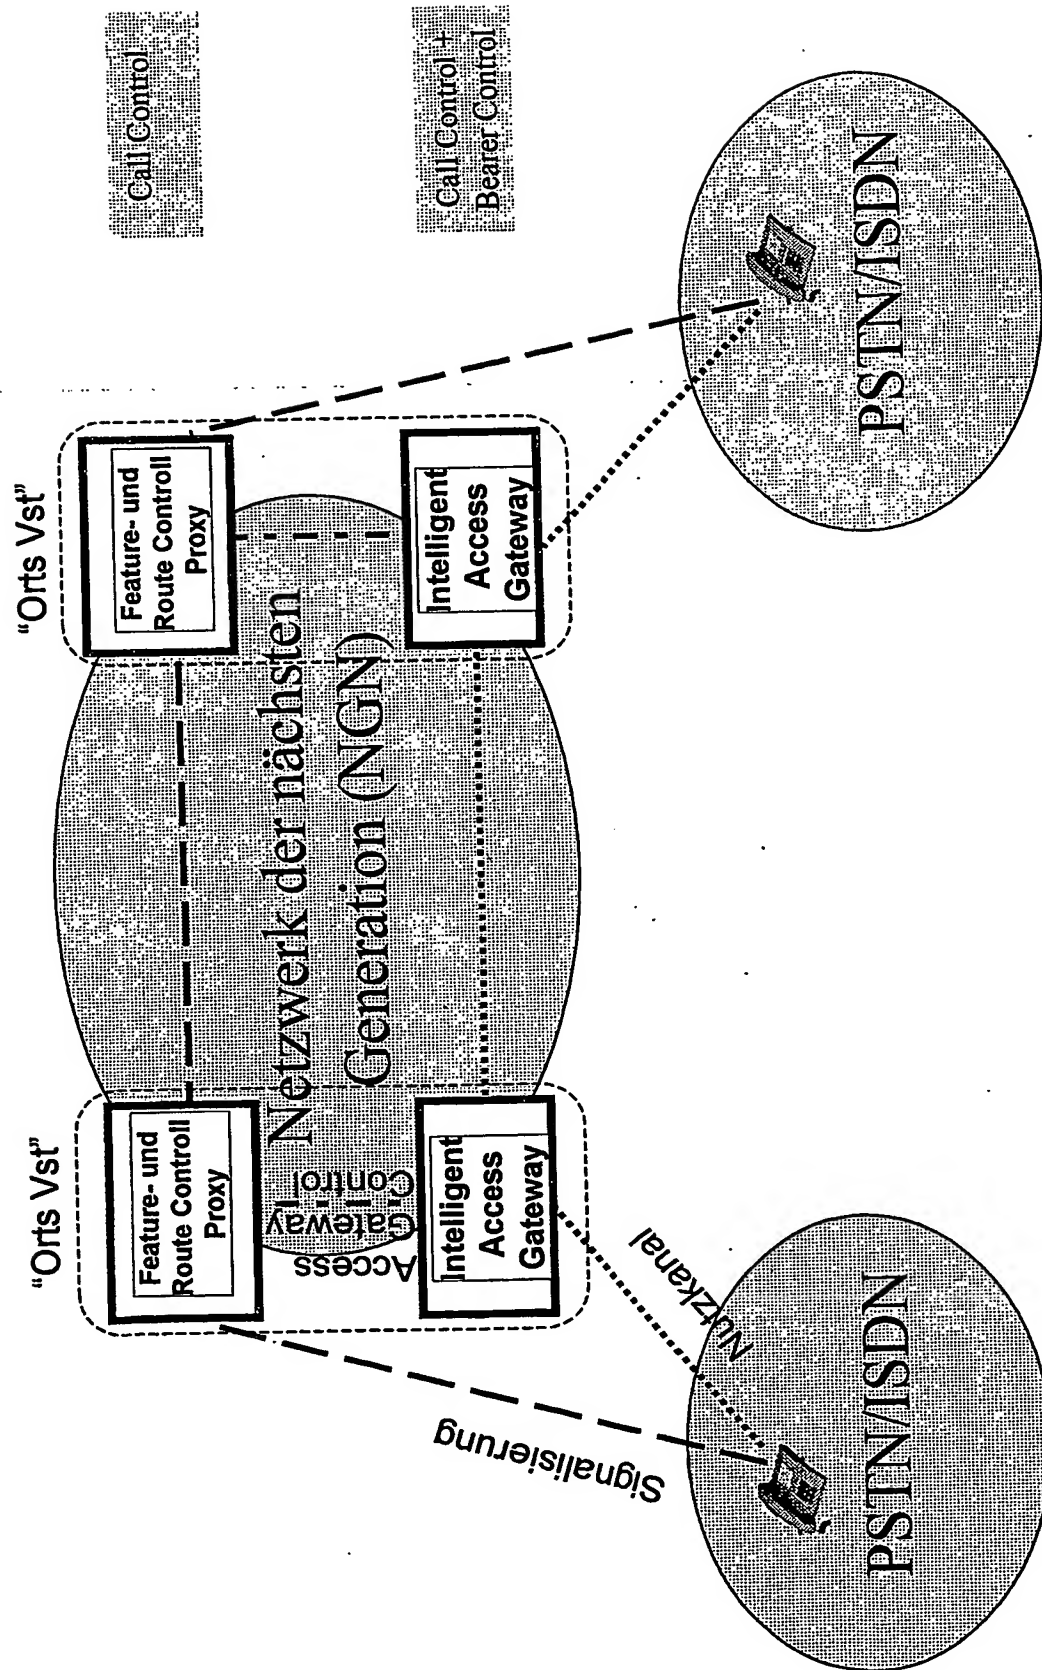 "Orts Vst"
Feature- und
Route Controll
Proxy
"Orts Vst"
Feature- und
Route Controll
Proxy
Call Control
Signalisierung
Access
Gateway
Control
Netzwerk der nächsten
Generation (NGN)
Intelligent
Access
Gateway
Intelligent
Access
Gateway
Call Control +
Bearer Control
Nutzkanal
PSTN/ISDN
PSTN/ISDN